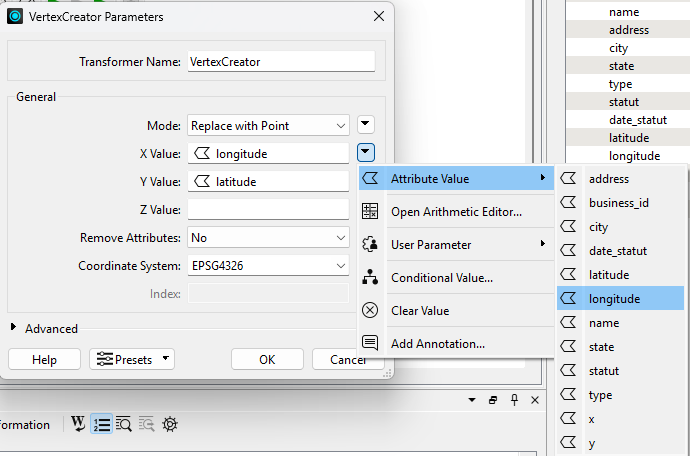 VertexCreator Parameters
Transformer Name: VertexCreator
General
Mode: Replace with Point
X Value: longitude
Y Value: latitude
Z Value:
Remove Attributes: No
Coordinate System: EPSG4326
Index:
Advanced
Help Presets OK Cancel
Attribute Value
Open Arithmetic Editor...
User Parameter
Conditional Value...
Clear Value
Add Annotation...
address
business_id
city
date_statut
latitude
longitude
name
state
statut
type
x
y
name
address
city
state
type
statut
date_statut
latitude
longitude
formation